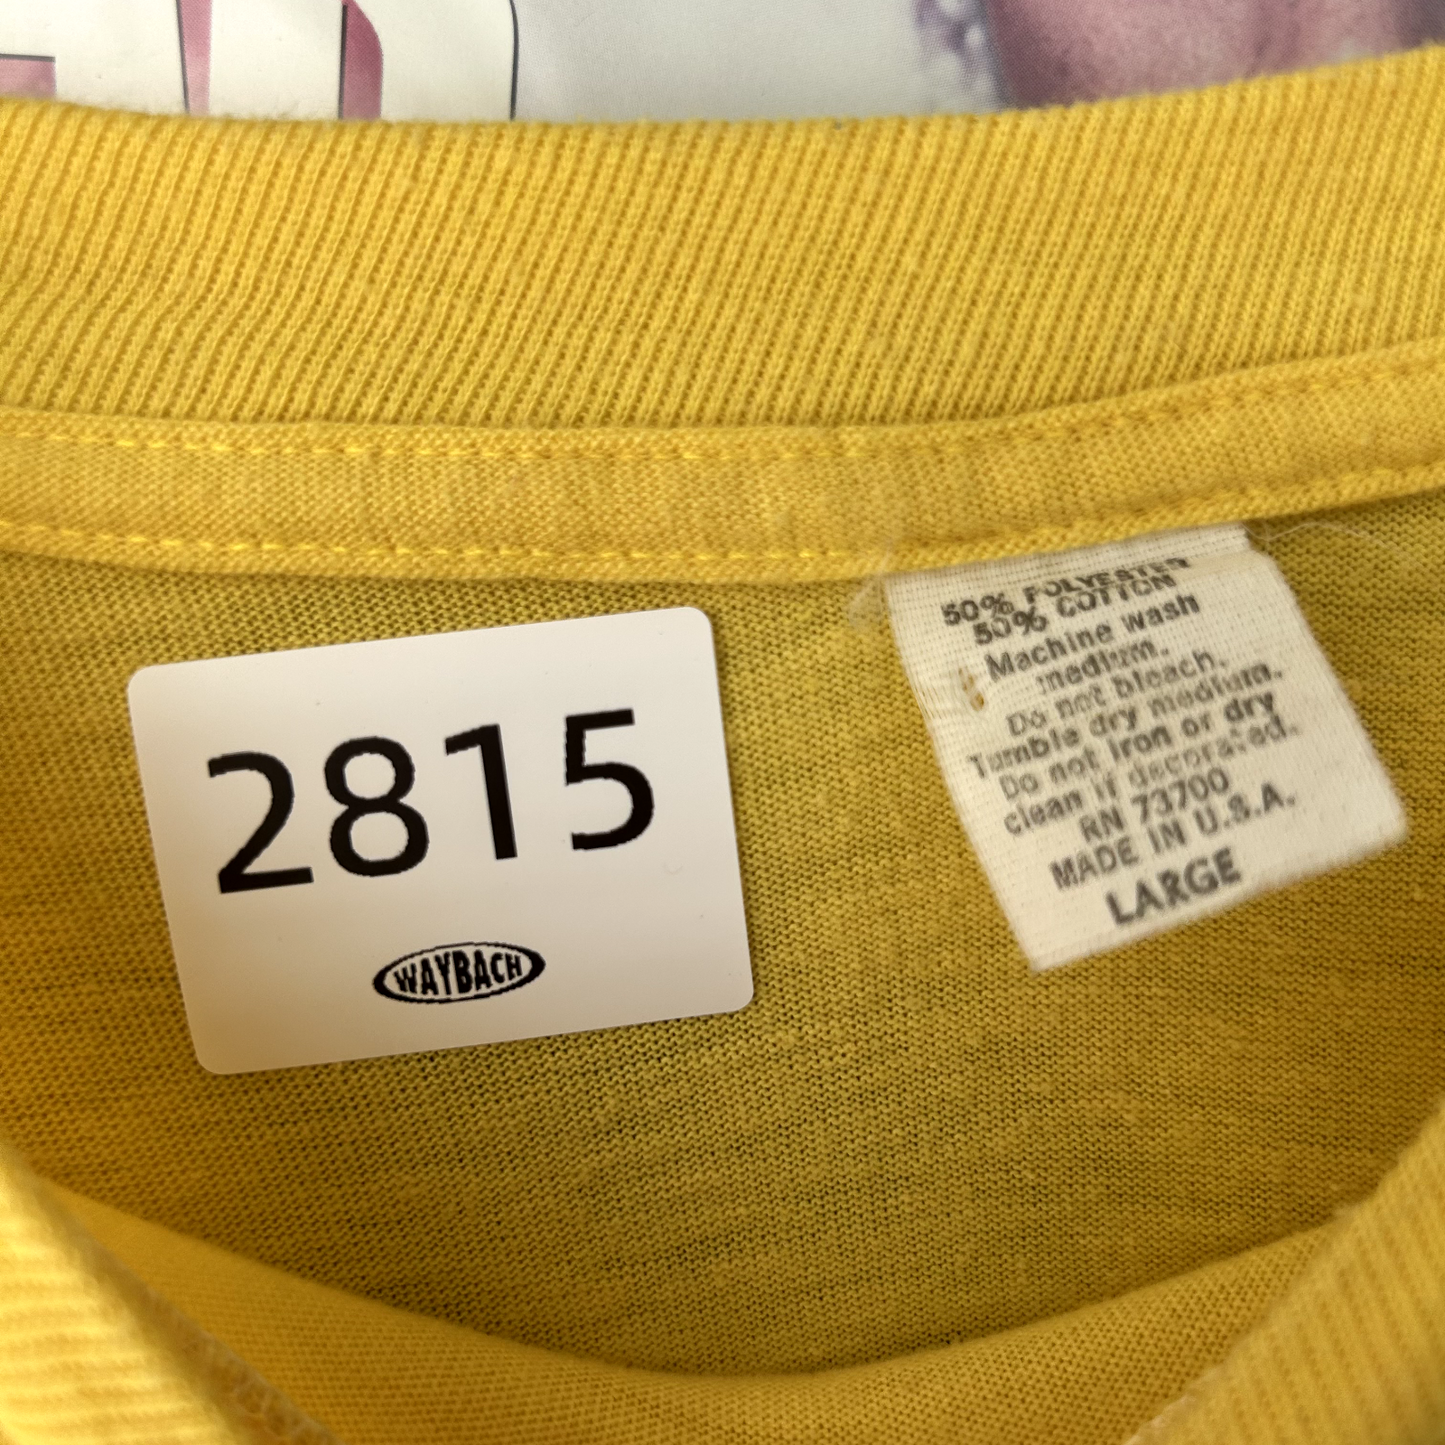 2815
WAYBACH
50% POLYESTER
50% COTTON
Machine wash
medium.
Do not bleach.
Tumble dry medium.
Do not iron or dry
clean if decorated.
RN 73700
MADE IN U.S.A.
LARGE